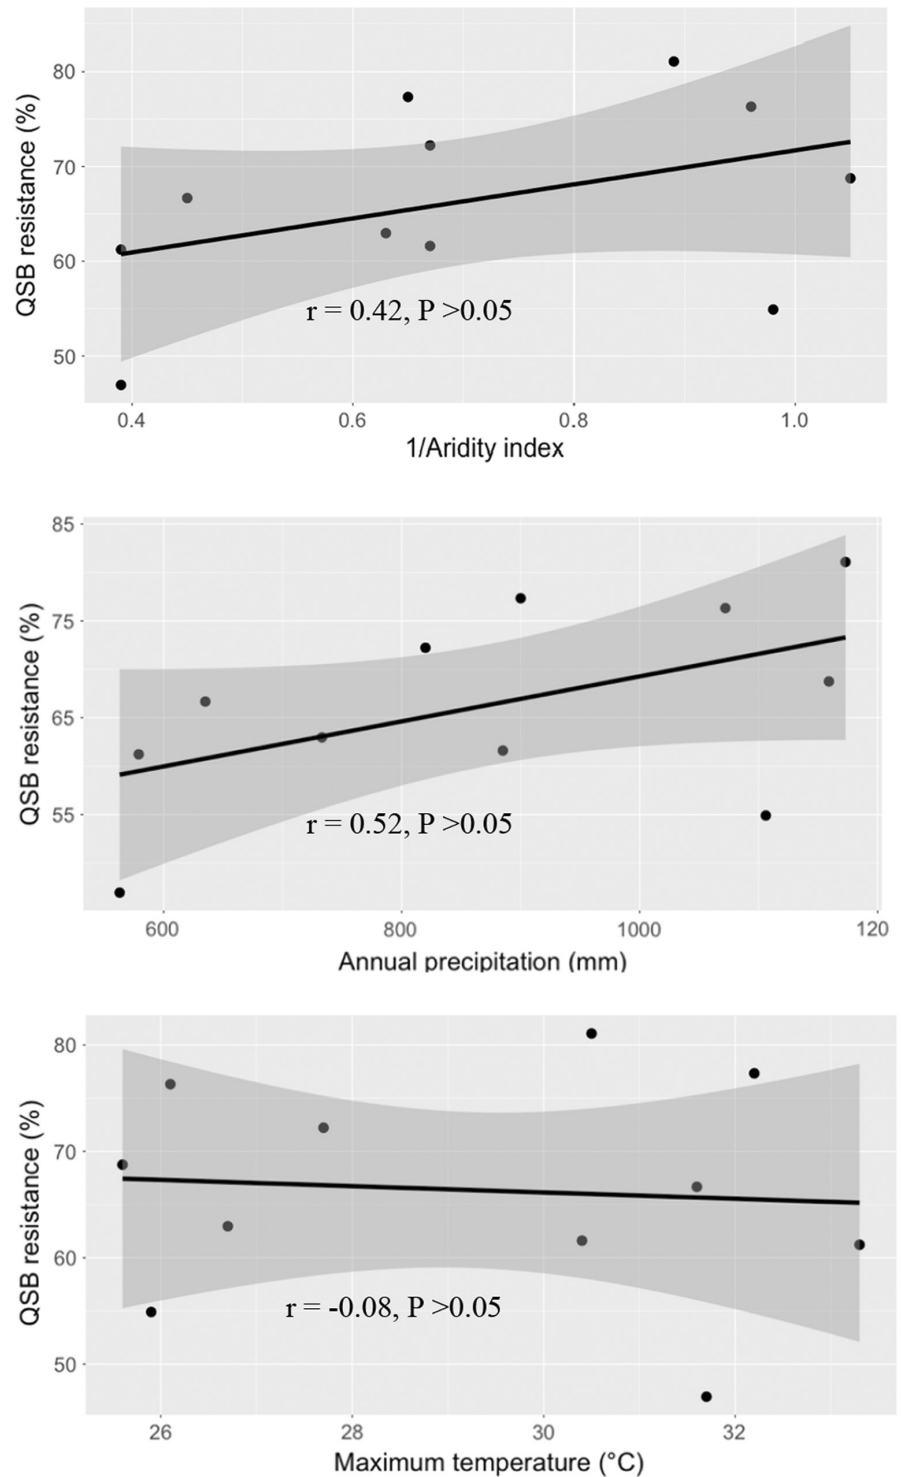 80
70
60
50
QSB resistance (%)
r = 0.42, P >0.05
0.4 0.6 0.8 1.0
1/Aridity index
85
75
65
55
QSB resistance (%)
r = 0.52, P >0.05
600 800 1000 120
Annual precipitation (mm)
80
70
60
50
QSB resistance (%)
r = -0.08, P >0.05
26 28 30 32
Maximum temperature (°C)